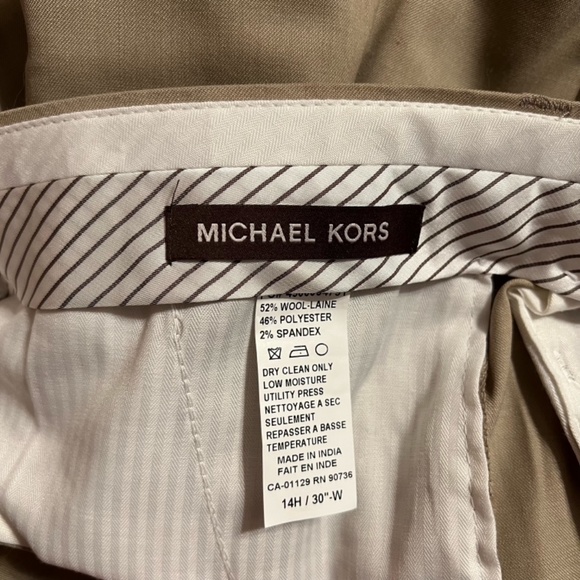 MICHAEL KORS
52% WOOL-LAINE
46% POLYESTER
2% SPANDEX
DRY CLEAN ONLY
LOW MOISTURE
UTILITY PRESS
NETTOYAGE A SEC
SEULEMENT
REPASSER A BASSE
TEMPERATURE
MADE IN INDIA
FAIT EN INDE
CA-01129 RN 90736
14H / 30"-W